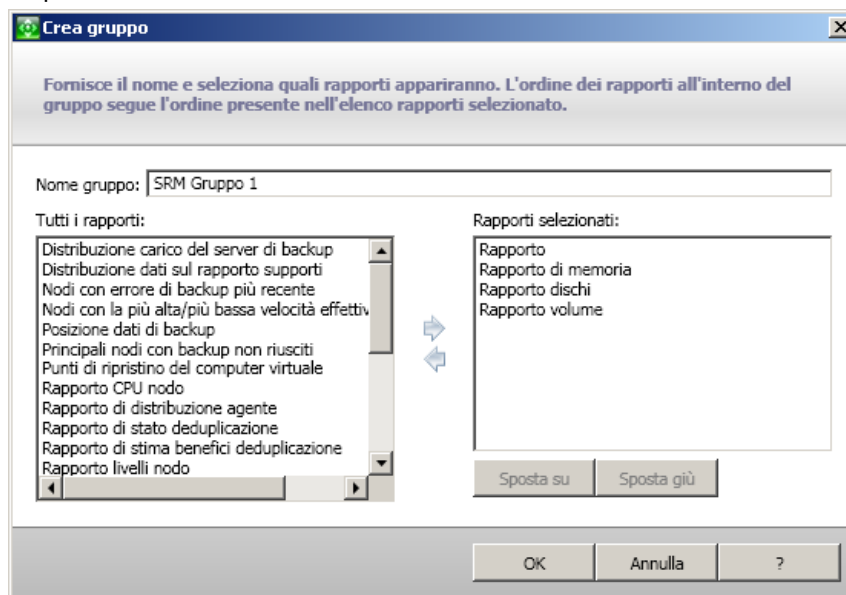 Crea gruppo
Fornisce il nome e seleziona quali rapporti appariranno. L'ordine dei rapporti all'interno del
gruppo segue l'ordine presente nell'elenco rapporti selezionato.
Nome gruppo: SRM Gruppo 1
Tutti i rapporti:
Distribuzione carico del server di backup
Distribuzione dati sul rapporto supporti
Nodi con errore di backup più recente
Nodi con la più alta/più bassa velocità effettiv
Posizione dati di backup
Principali nodi con backup non riusciti
Punti di ripristino del computer virtuale
Rapporto CPU nodo
Rapporto di distribuzione agente
Rapporto di stato deduplicazione
Rapporto di stima benefici deduplicazione
Rapporto livelli nodo
Rapporti selezionati:
Rapporto
Rapporto di memoria
Rapporto dischi
Rapporto volume
Sposta su
Sposta giù
OK
Annulla
?